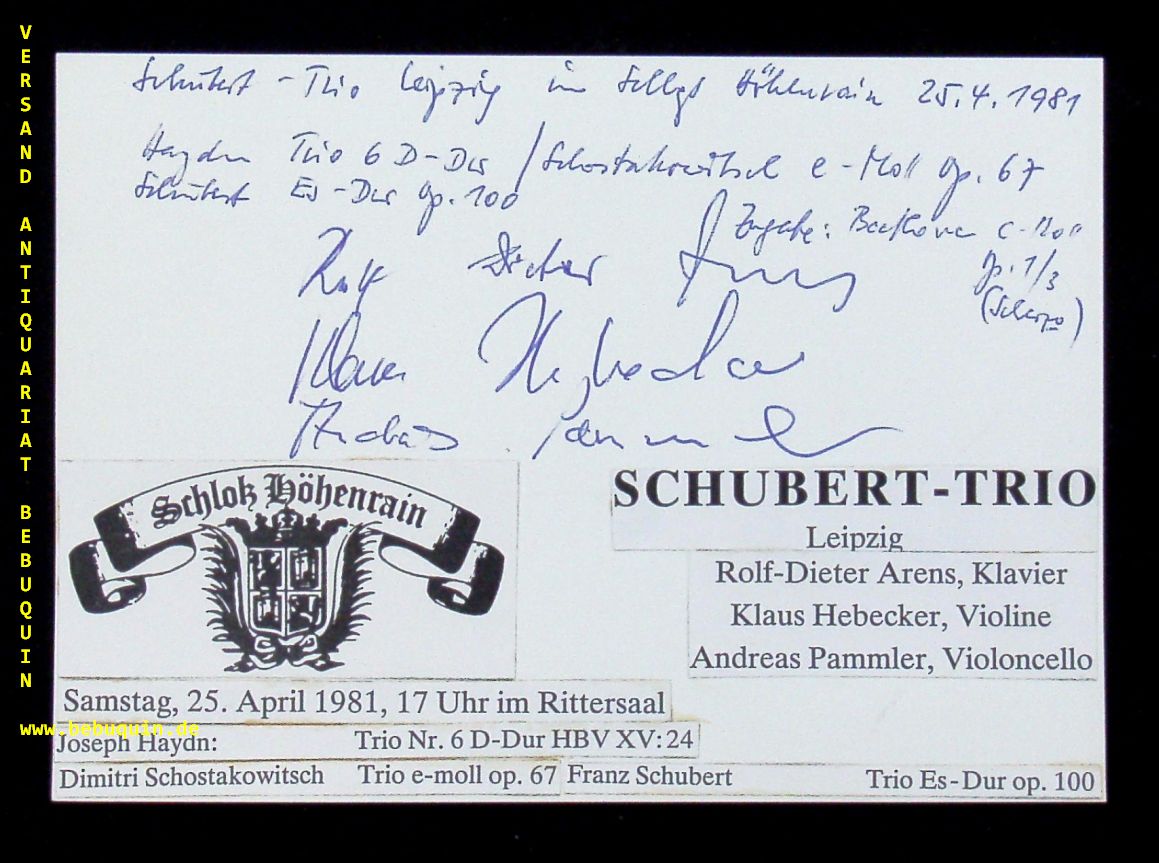 VERSAND ANTIQUARIAT BEBUQUIN
www.bebuquin.de
Schubert-Trio Leipzig im Schloß Höhenrain 25.4.1981
Haydn Trio 6 D-Dur / Schostakowitsch e-Moll op. 67
Schubert Es-Dur op. 100
Zugabe: Beethoven c-Moll
op. 1/3
(Scherzo)
Rolf Dieter Arens
Klaus Hebecker
Andreas Pammler
Schloß Höhenrain
SCHUBERT-TRIO
Leipzig
Rolf-Dieter Arens, Klavier
Klaus Hebecker, Violine
Andreas Pammler, Violoncello
Samstag, 25. April 1981, 17 Uhr im Rittersaal
Joseph Haydn: Trio Nr. 6 D-Dur HBV XV:24
Dimitri Schostakowitsch Trio e-moll op. 67 Franz Schubert Trio Es-Dur op. 100